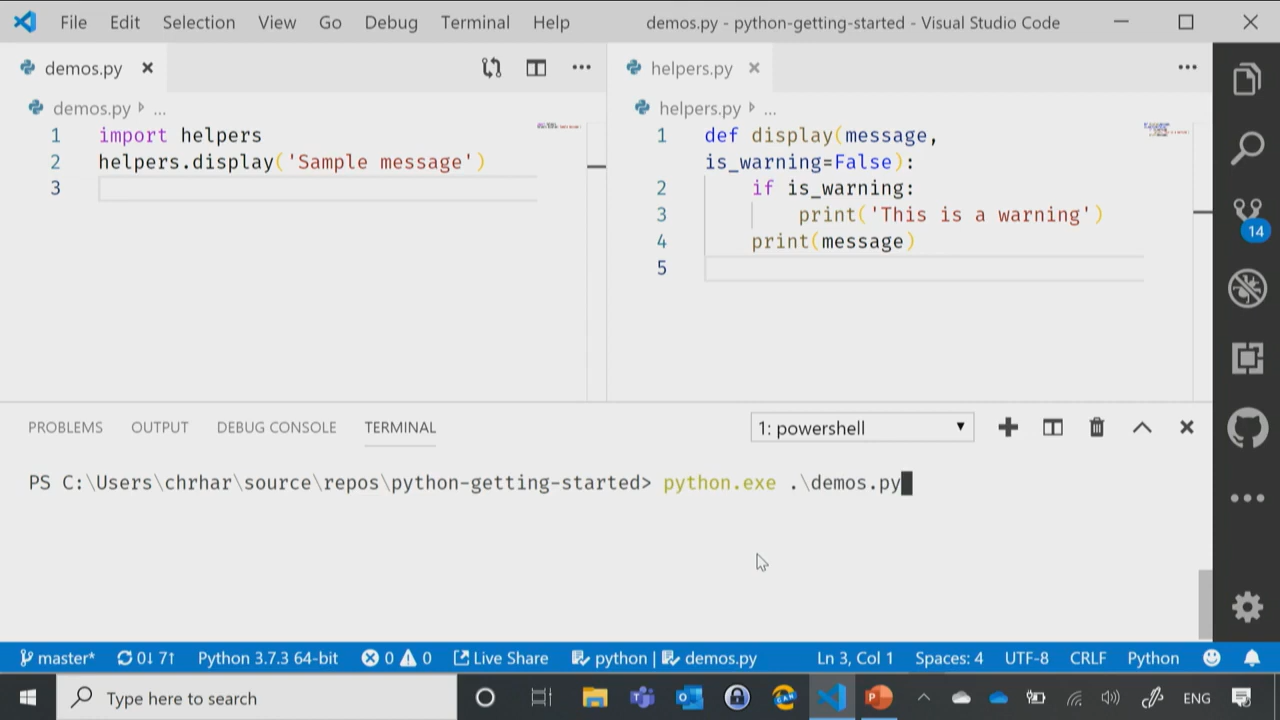 File Edit Selection View Go Debug Terminal Help demos.py - python-getting-started - Visual Studio Code
demos.py
helpers.py
demos.py ...
helpers.py ...
1 import helpers
2 helpers.display('Sample message')
3
1 def display(message,
is_warning=False):
2 if is_warning:
3 print('This is a warning')
4 print(message)
5
14
PROBLEMS OUTPUT DEBUG CONSOLE TERMINAL 1: powershell
PS C:\Users\chrhar\source\repos\python-getting-started> python.exe .\demos.py
master* 0↓ 7↑ Python 3.7.3 64-bit 0 0 Live Share python | demos.py Ln 3, Col 1 Spaces: 4 UTF-8 CRLF Python
Type here to search ENG